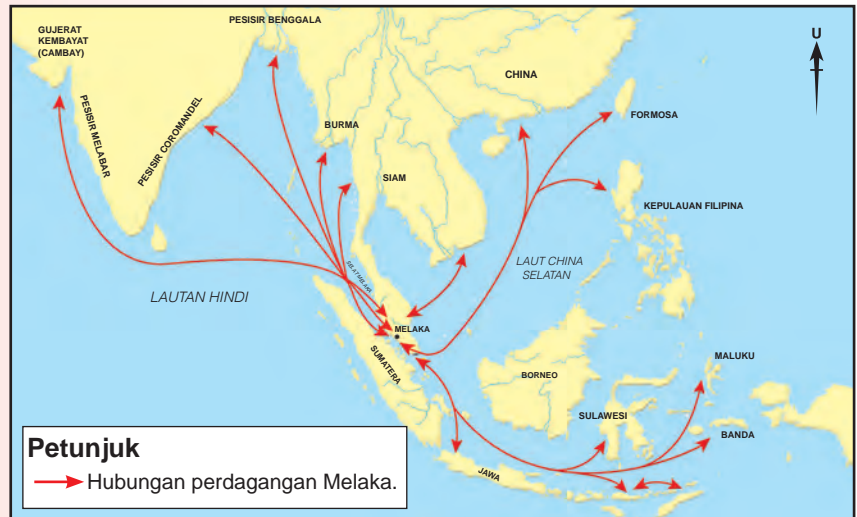 PESISIR BENGGALA
GUJERAT
KEMBAYAT
(CAMBAY)
U
CHINA
PESISIR MELABAR
PESISIR COROMANDEL
BURMA
FORMOSA
SIAM
KEPULAUAN FILIPINA
LAUT CHINA
SELATAN
SELAT MELAKA
LAUTAN HINDI
MELAKA
SUMATERA
BORNEO
MALUKU
SULAWESI
BANDA
JAWA
Petunjuk
Hubungan perdagangan Melaka.